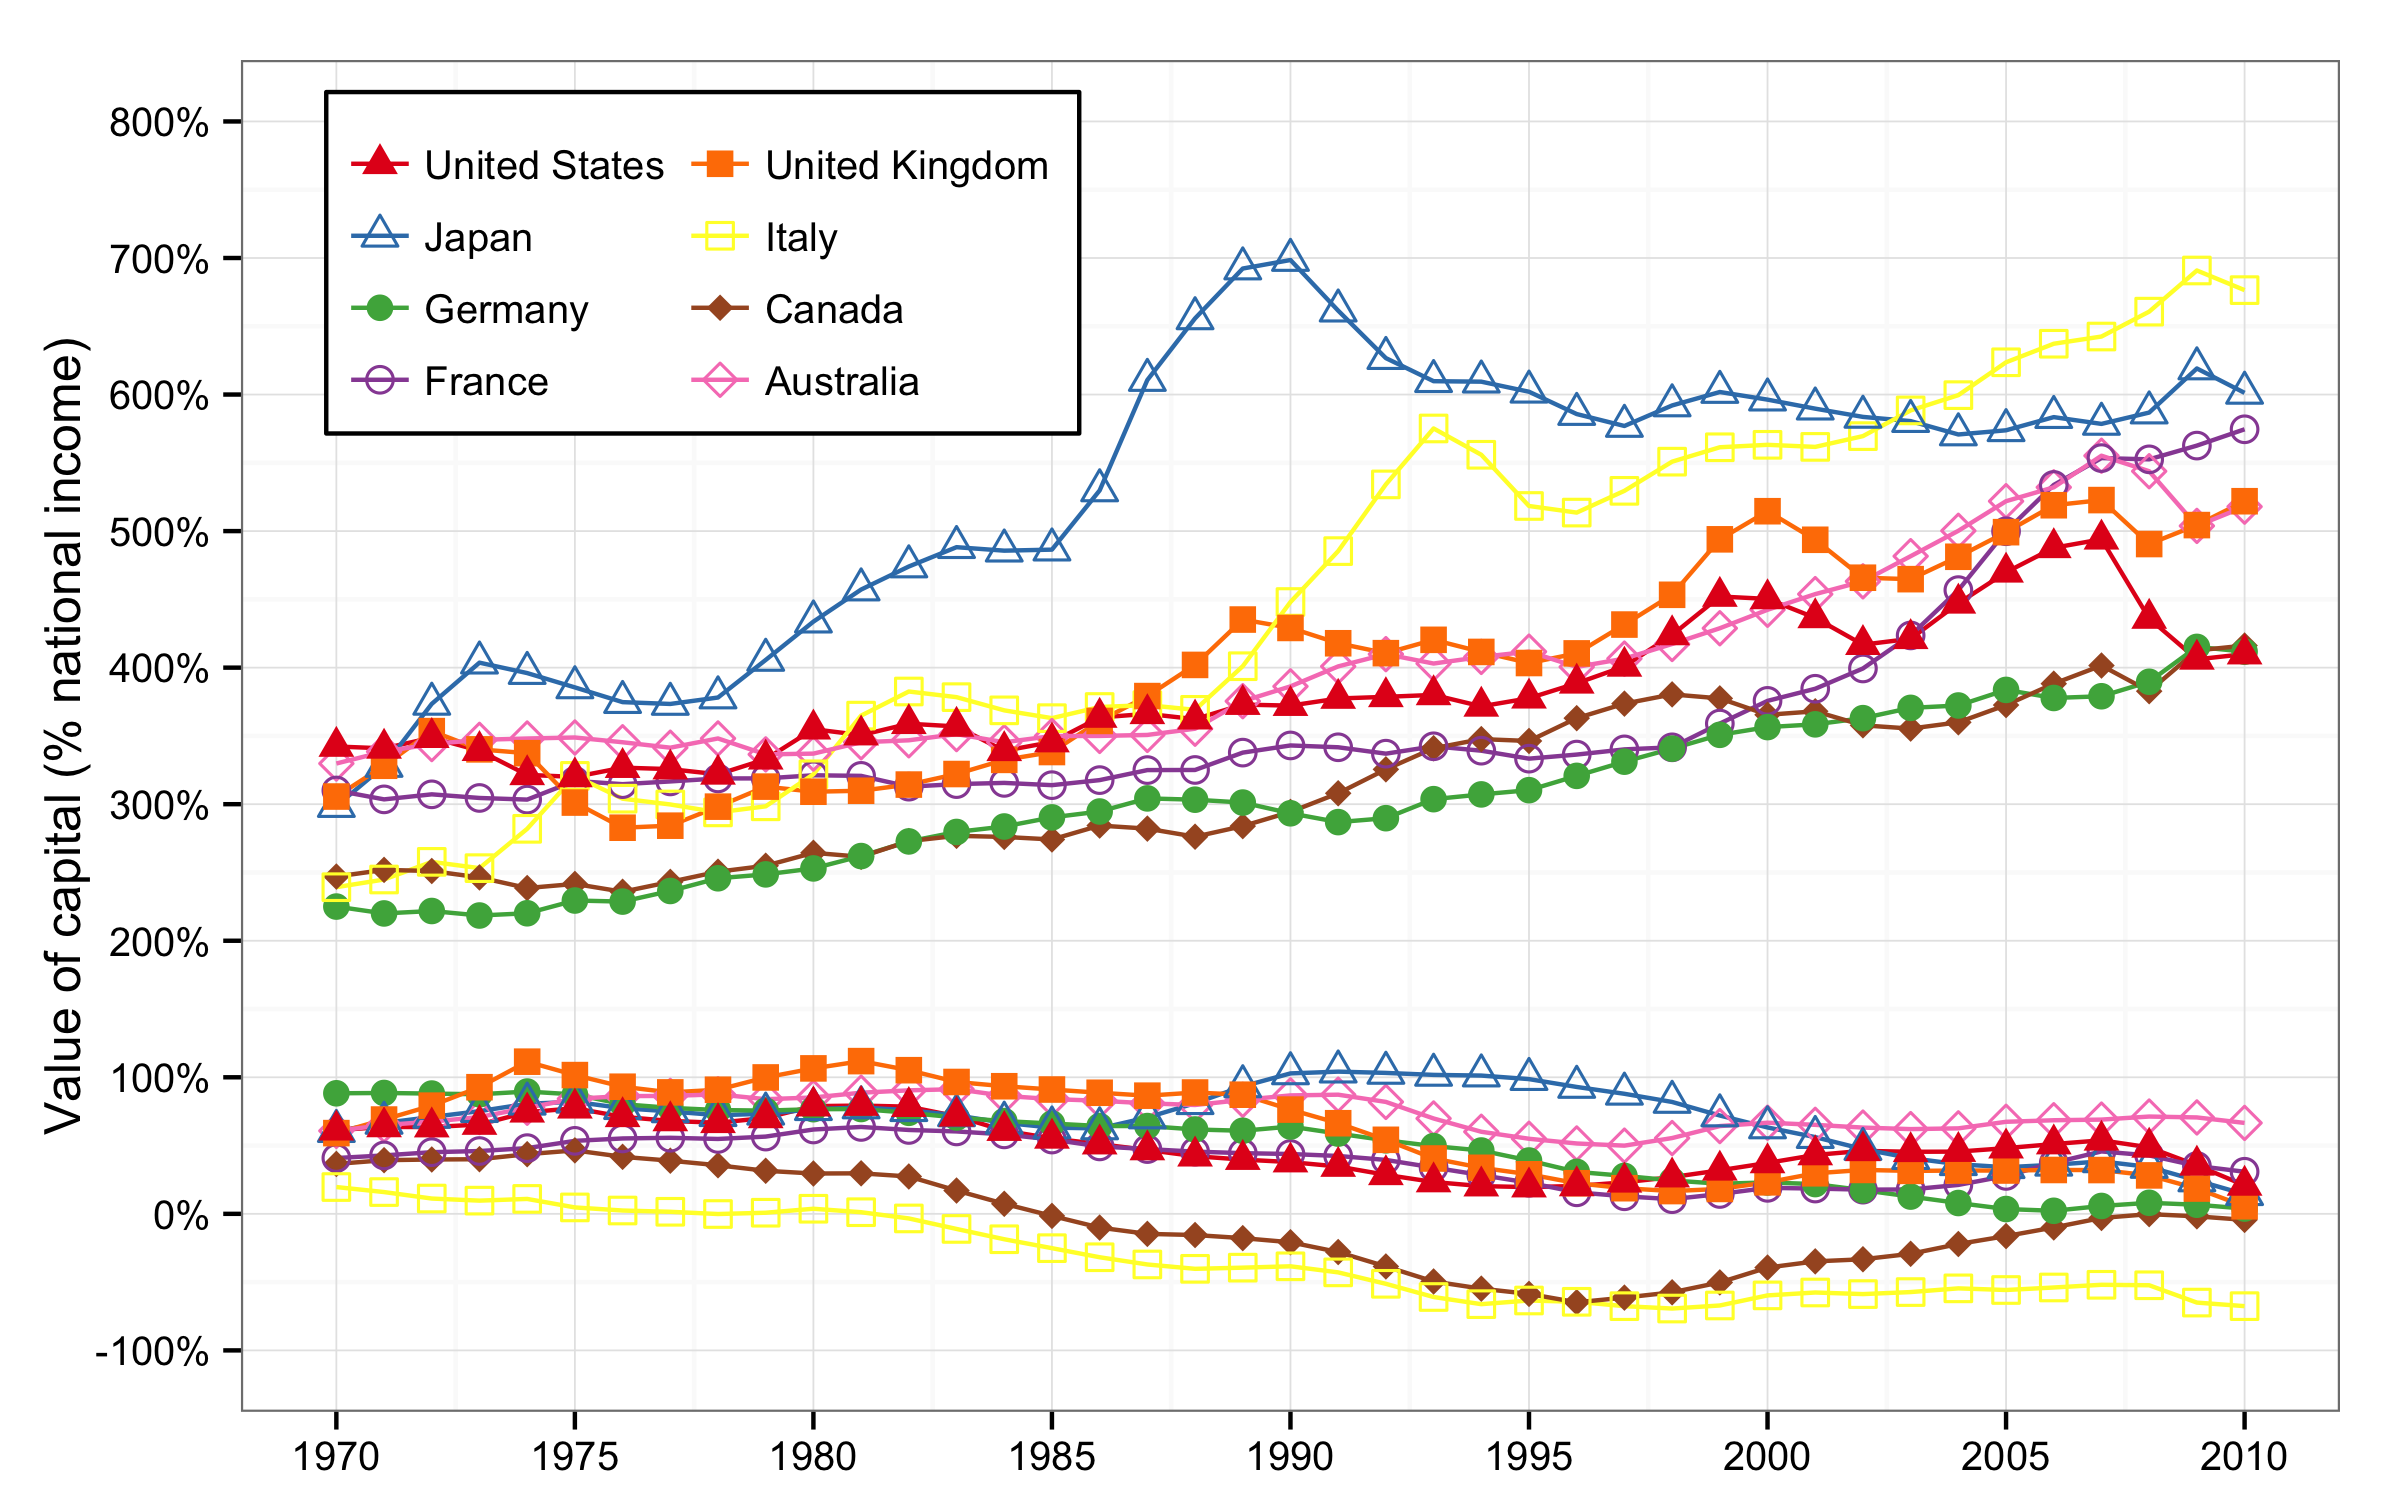 Value of capital (% national income)
800%
700%
600%
500%
400%
300%
200%
100%
0%
-100%
United States
United Kingdom
Japan
Italy
Germany
Canada
France
Australia
1970 1975 1980 1985 1990 1995 2000 2005 2010